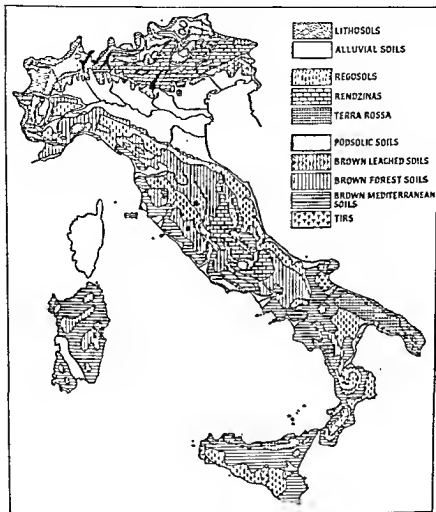 LITHOSOLS
ALLUVIAL SOILS
REGOSOLS
RENDZINAS
TERRA ROSSA
PODSOLIC SOILS
BROWN LEACHED SOILS
BROWN FOREST SOILS
BROWN MEDITERRANEAN
SOILS
TIRS